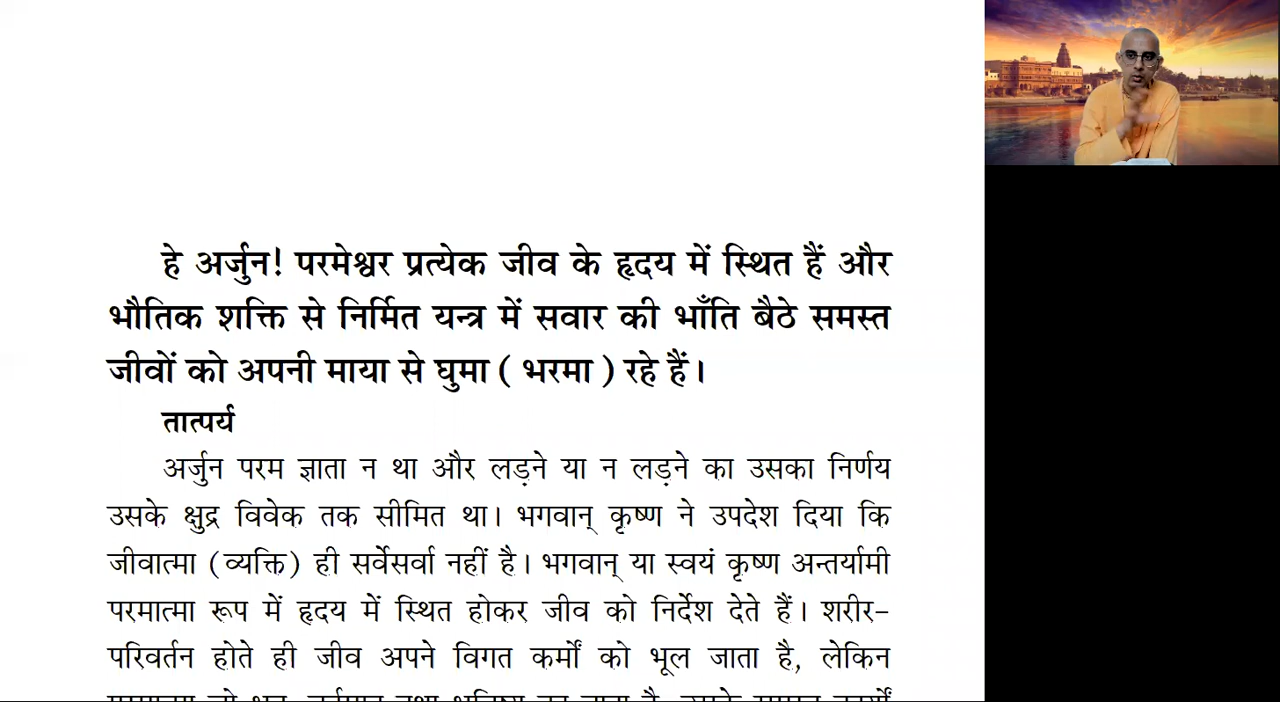 हे अर्जुन! परमेश्वर प्रत्येक जीव के हृदय में स्थित हैं और
भौतिक शक्ति से निर्मित यन्त्र में सवार की भाँति बैठे समस्त
जीवों को अपनी माया से घुमा ( भरमा ) रहे हैं।
तात्पर्य
अर्जुन परम ज्ञाता न था और लड़ने या न लड़ने का उसका निर्णय
उसके क्षुद्र विवेक तक सीमित था। भगवान् कृष्ण ने उपदेश दिया कि
जीवात्मा (व्यक्ति) ही सर्वेसर्वा नहीं है। भगवान् या स्वयं कृष्ण अन्तर्यामी
परमात्मा रूप में हृदय में स्थित होकर जीव को निर्देश देते हैं। शरीर-
परिवर्तन होते ही जीव अपने विगत कर्मों को भूल जाता है, लेकिन